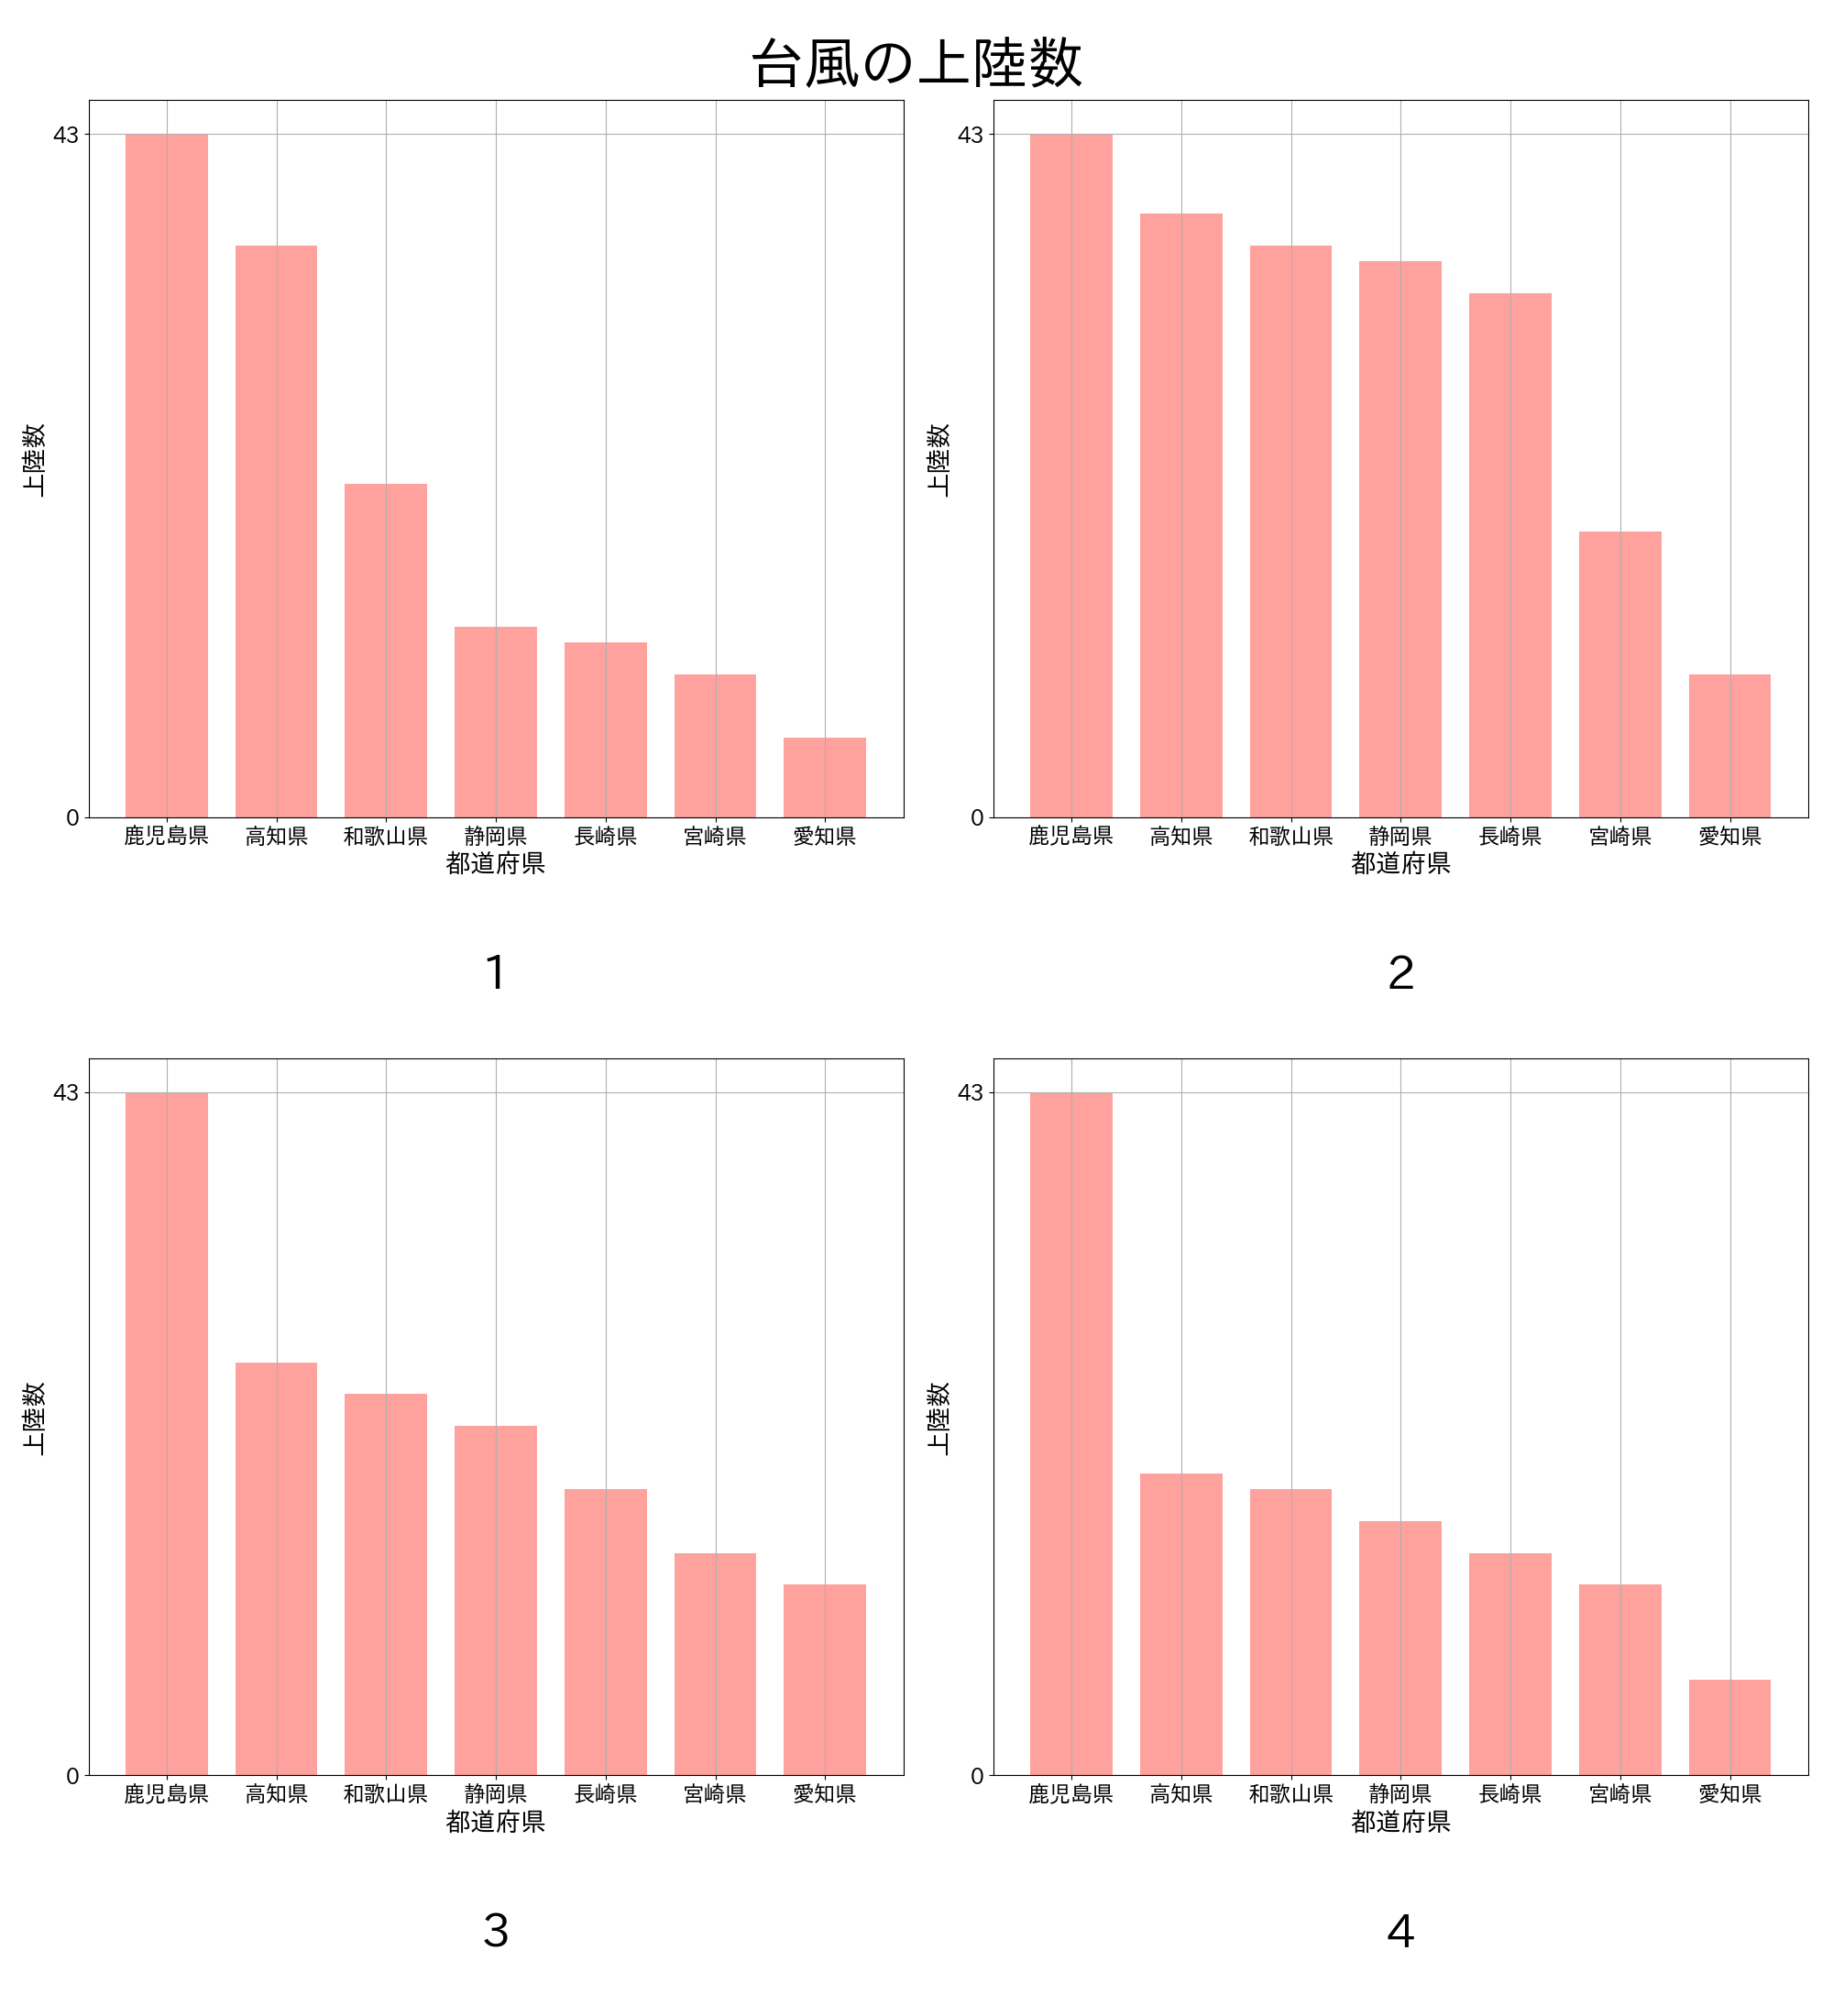 台風の上陸数
43
0
上陸数
鹿児島県 高知県 和歌山県 静岡県 長崎県 宮崎県 愛知県
都道府県
1
43
0
上陸数
鹿児島県 高知県 和歌山県 静岡県 長崎県 宮崎県 愛知県
都道府県
2
43
0
上陸数
鹿児島県 高知県 和歌山県 静岡県 長崎県 宮崎県 愛知県
都道府県
3
43
0
上陸数
鹿児島県 高知県 和歌山県 静岡県 長崎県 宮崎県 愛知県
都道府県
4